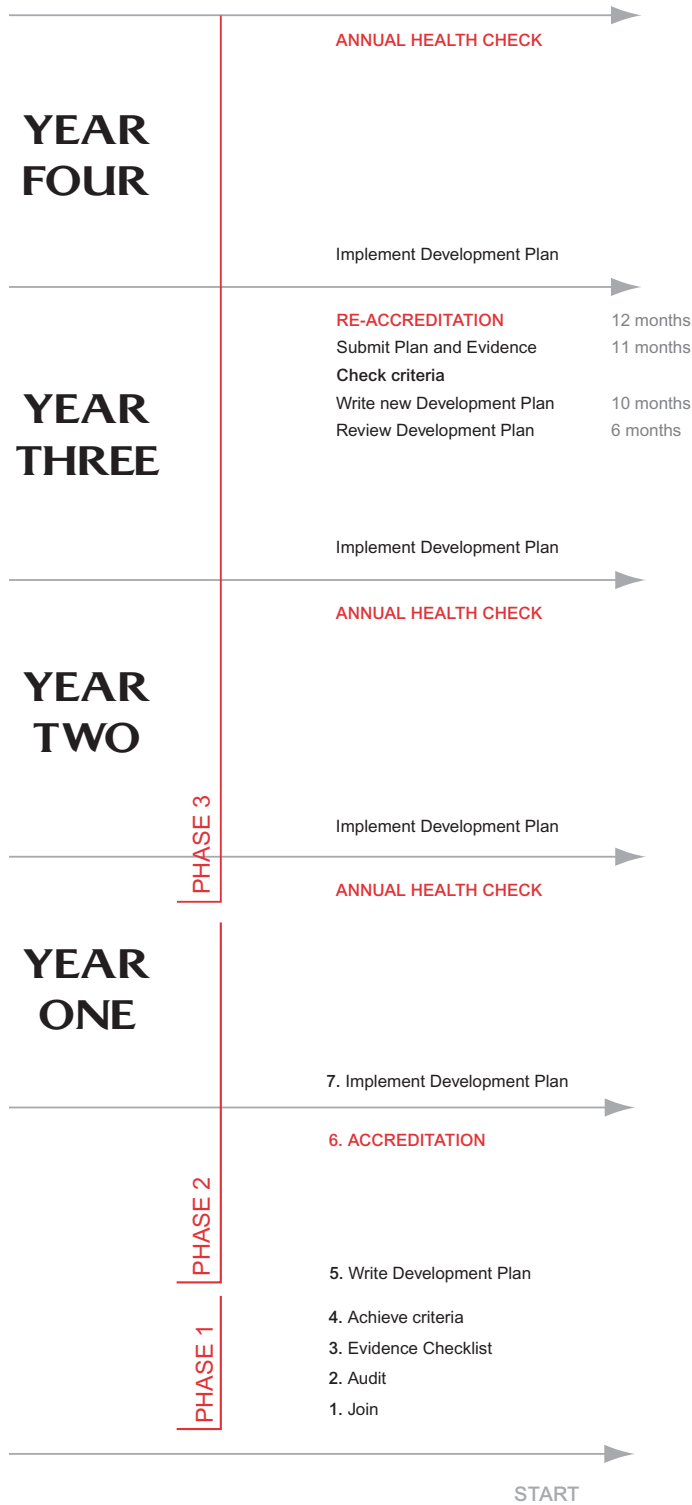 ANNUAL HEALTH CHECK
YEAR
FOUR
Implement Development Plan
RE-ACCREDITATION 12 months
Submit Plan and Evidence 11 months
Check criteria
Write new Development Plan 10 months
Review Development Plan 6 months
YEAR
THREE
Implement Development Plan
ANNUAL HEALTH CHECK
YEAR
TWO
PHASE 3
Implement Development Plan
ANNUAL HEALTH CHECK
YEAR
ONE
7. Implement Development Plan
6. ACCREDITATION
PHASE 2
5. Write Development Plan
4. Achieve criteria
3. Evidence Checklist
2. Audit
1. Join
PHASE 1
START